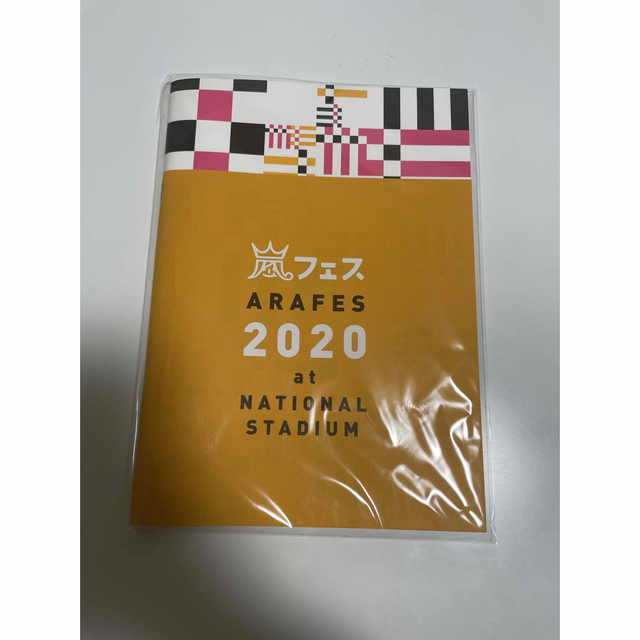 嵐フェス
ARAFES
2020
at
NATIONAL
STADIUM